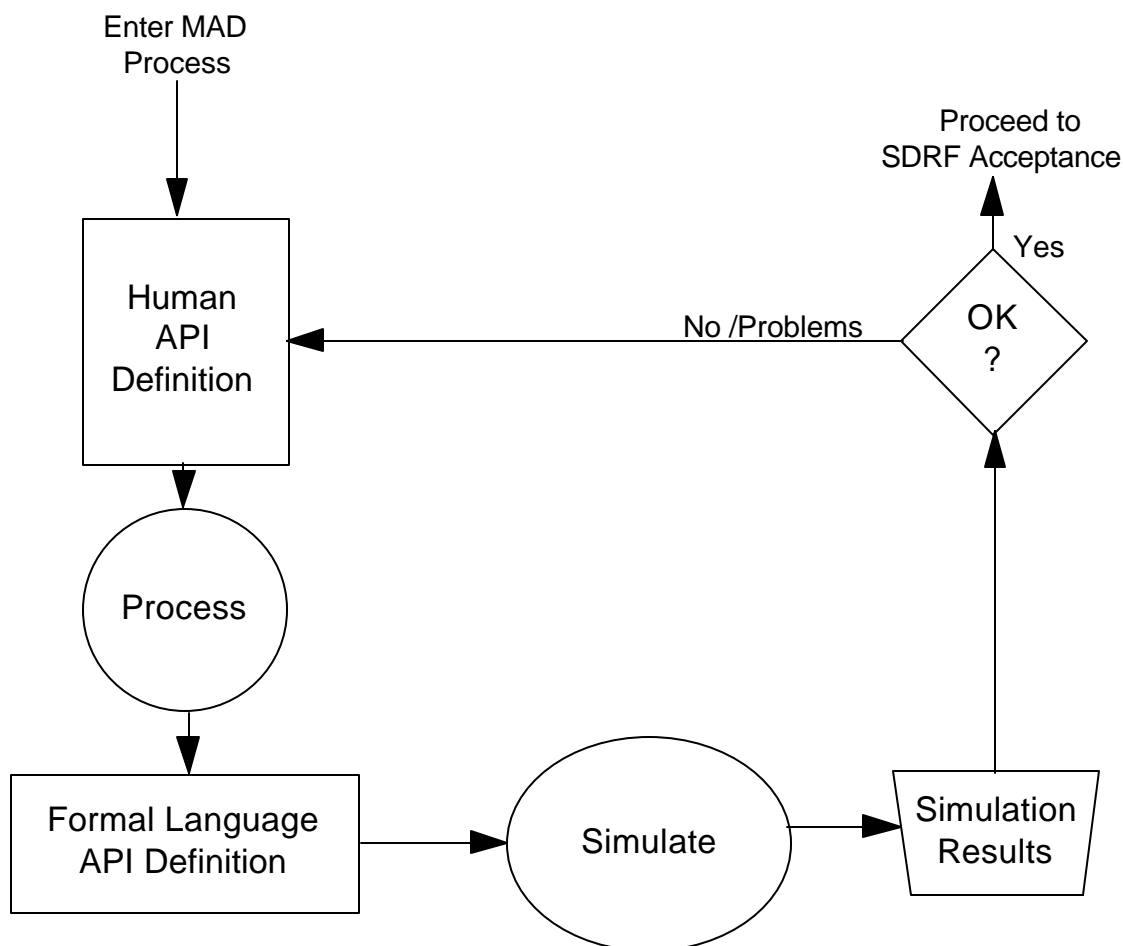 Enter MAD
Process
Proceed to
SDRF Acceptance
Yes
Human
API
Definition
No /Problems
OK
?
Process
Formal Language
API Definition
Simulate
Simulation
Results